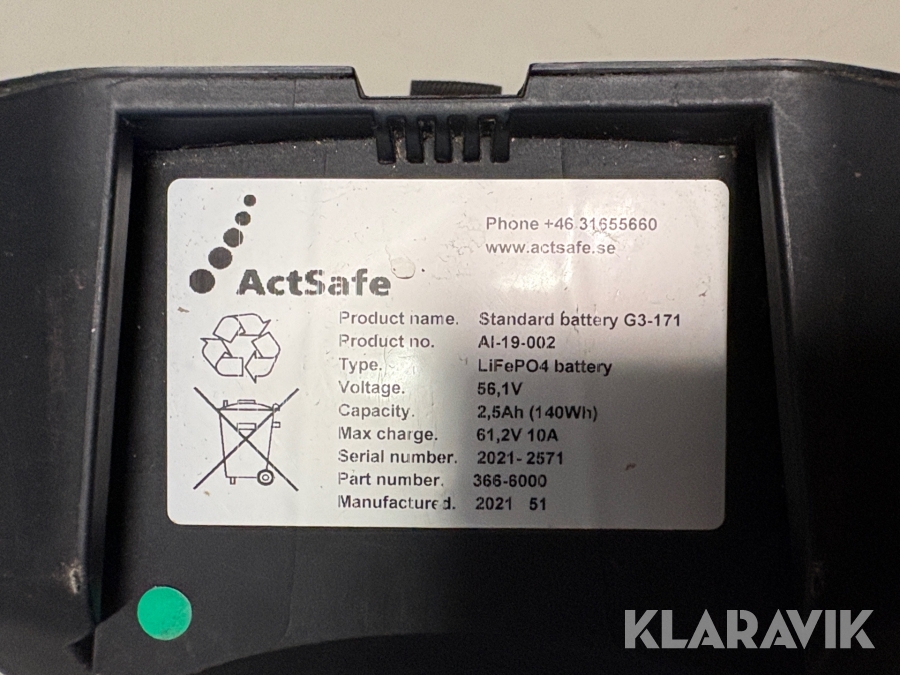 Phone +46 31655660
www.actsafe.se
ActSafe
Product name. Standard battery G3-171
Product no. AI-19-002
Type. LiFePO4 battery
Voltage. 56,1V
Capacity. 2,5Ah (140Wh)
Max charge. 61,2V 10A
Serial number. 2021-2571
Part number. 366-6000
Manufactured. 2021 51
KLARAVIK